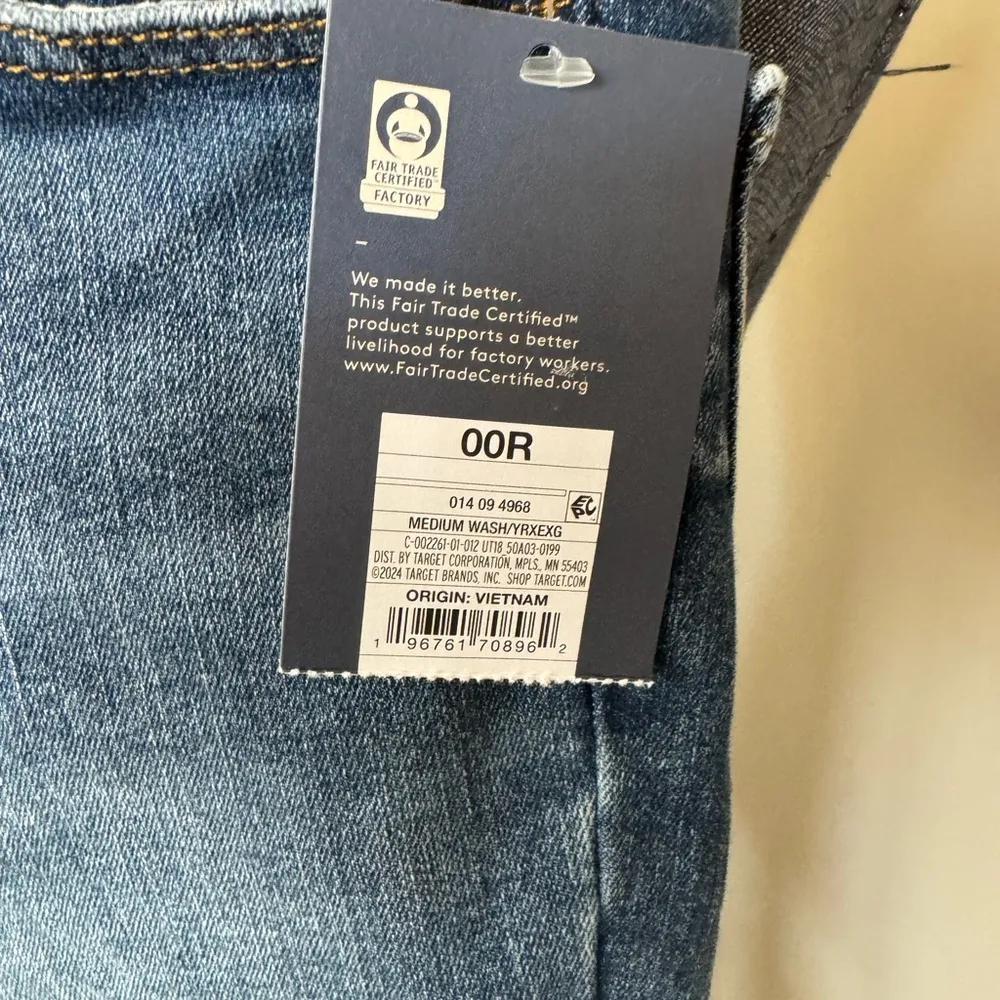 FAIR TRADE
CERTIFIED™
FACTORY
–
We made it better.
This Fair Trade Certified™
product supports a better
livelihood for factory workers.
www.FairTradeCertified.org
00R
014 09 4968
EPC
MEDIUM WASH/YRXEXG
C-002261-01-012 UT18 50A03-0199
DIST. BY TARGET CORPORATION, MPLS., MN 55403
©2024 TARGET BRANDS, INC. SHOP TARGET.COM
ORIGIN: VIETNAM
1 96761 70896 2